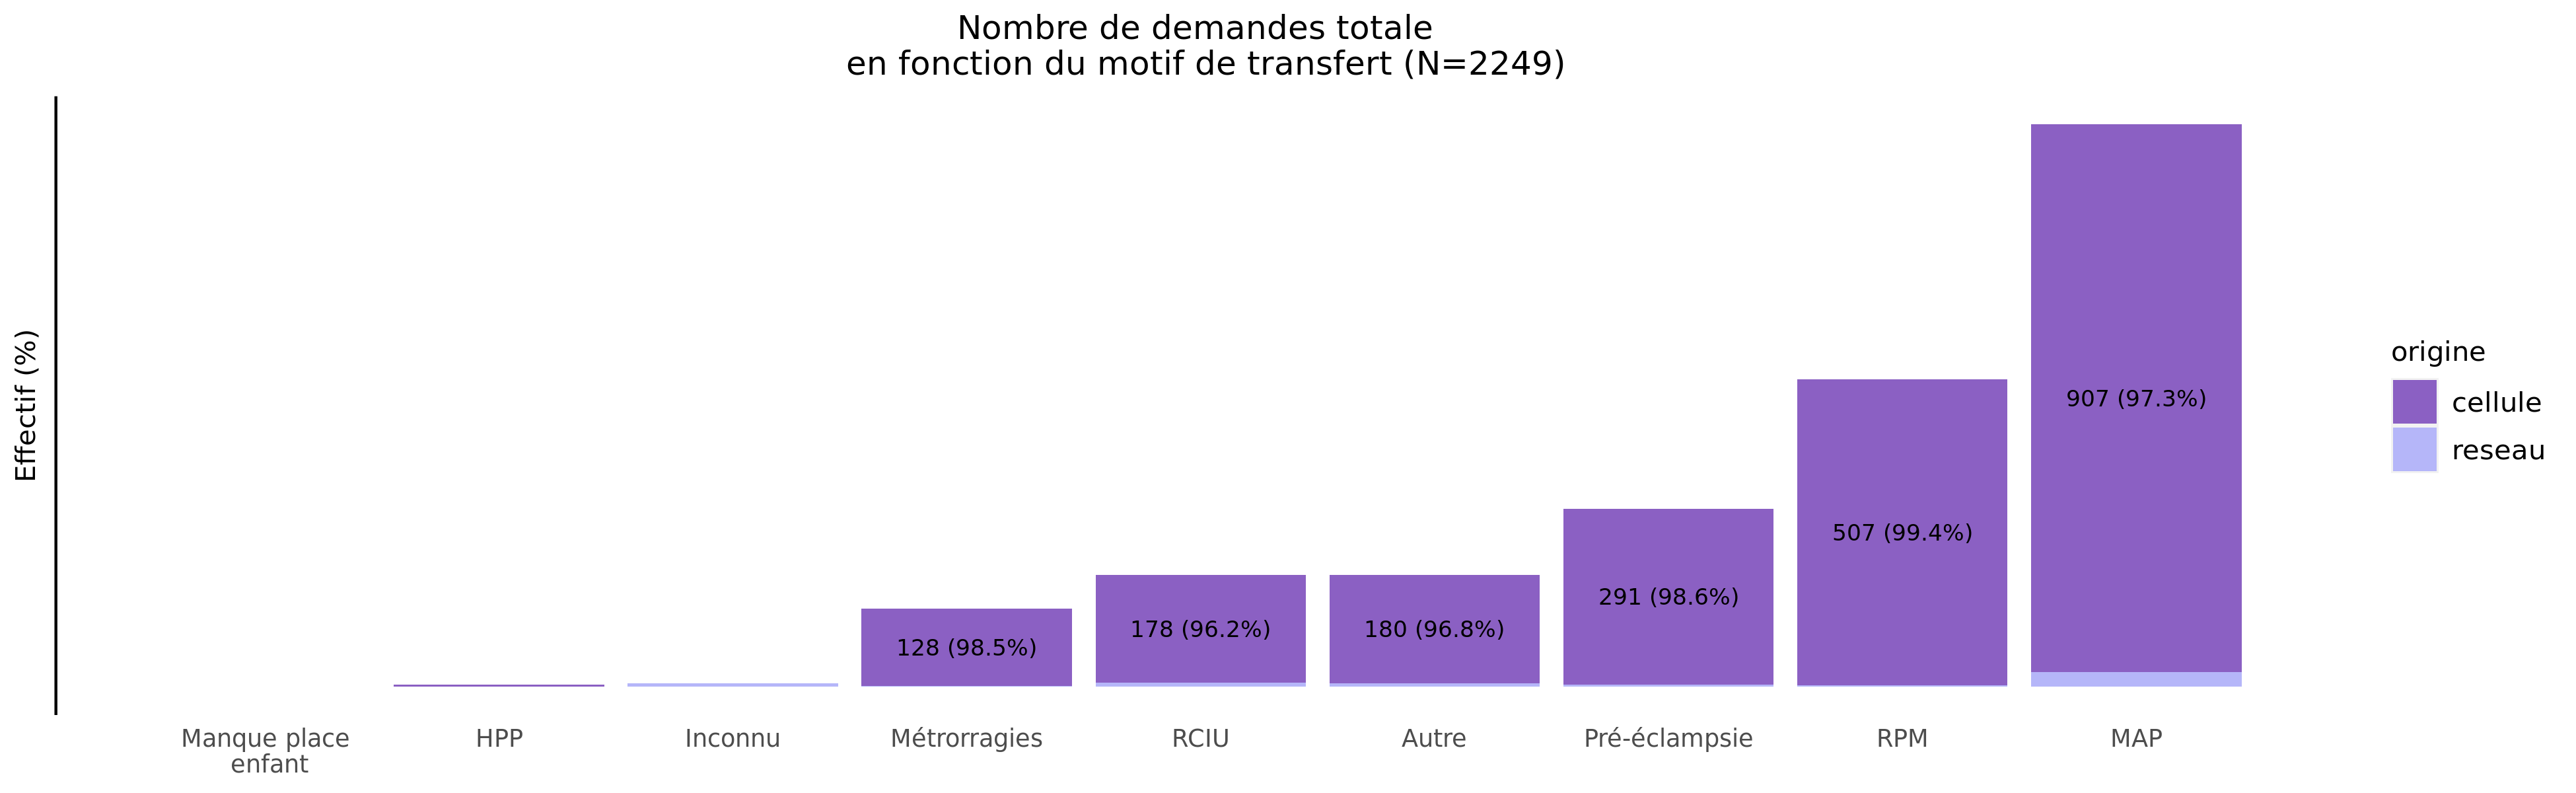 Nombre de demandes totale
en fonction du motif de transfert (N=2249)
Effectif (%)
128 (98.5%)
178 (96.2%)
180 (96.8%)
291 (98.6%)
507 (99.4%)
907 (97.3%)
origine
cellule
reseau
Manque place
enfant
HPP
Inconnu
Métrorragies
RCIU
Autre
Pré-éclampsie
RPM
MAP